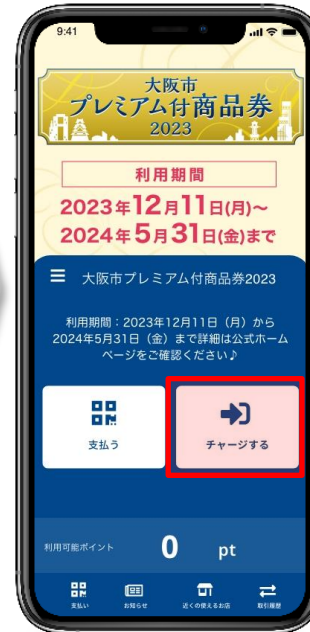 9:41
大阪市
プレミアム付商品券
2023
利用期間
2023年12月11日(月)~
2024年5月31日(金)まで
大阪市プレミアム付商品券2023
利用期間：2023年12月11日（月）から
2024年5月31日（金）まで詳細は公式ホーム
ページをご確認ください♪
支払う
チャージする
利用可能ポイント 0 pt
支払い お知らせ 近くの使えるお店 取引履歴